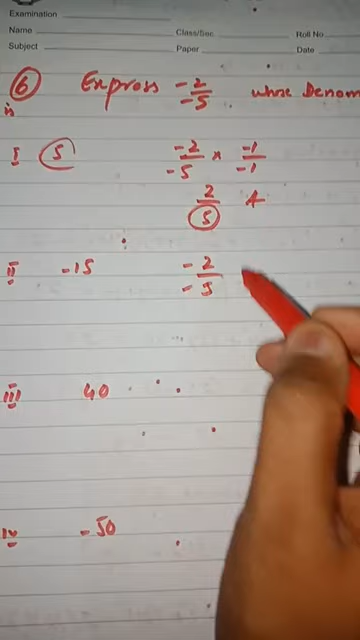 Examination
Name Class/Sec. Roll No
Subject Paper Date
6 Express -2/-5 whose Denom
is
I 5 -2/-5 × -1/-1
2/5 A
II -15 -2/-5
III 40
IV -50